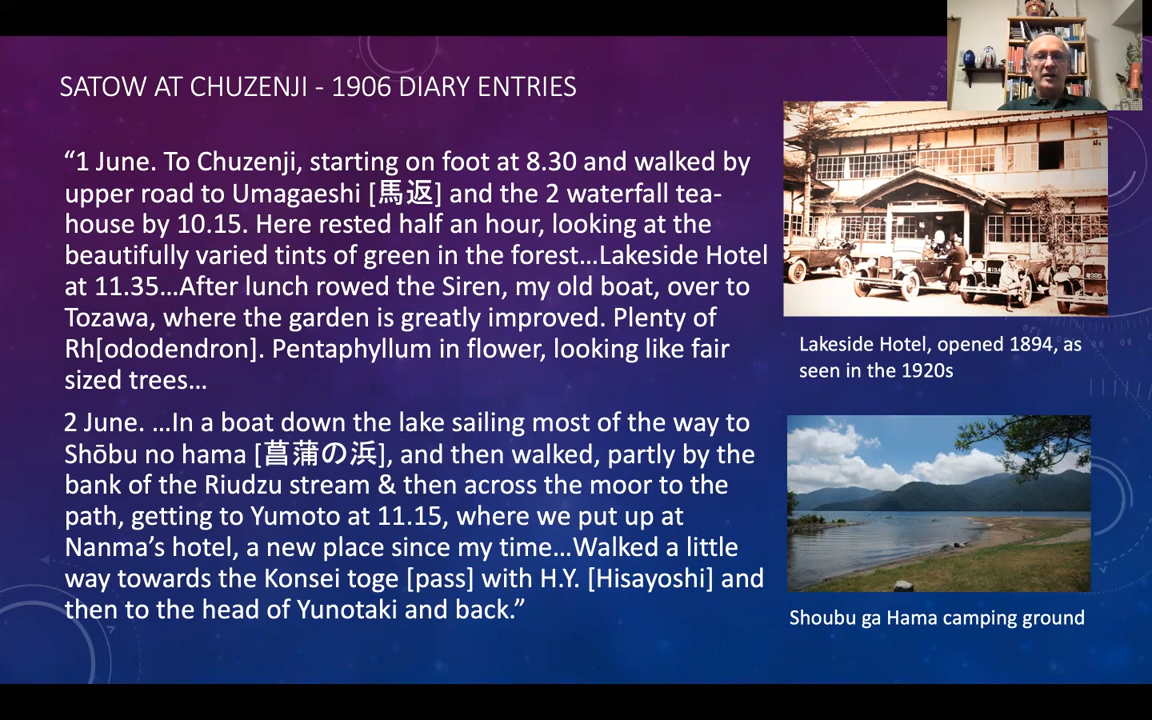 SATOW AT CHUZENJI - 1906 DIARY ENTRIES
“1 June. To Chuzenji, starting on foot at 8.30 and walked by
upper road to Umagaeshi [馬返] and the 2 waterfall tea-
house by 10.15. Here rested half an hour, looking at the
beautifully varied tints of green in the forest…Lakeside Hotel
at 11.35…After lunch rowed the Siren, my old boat, over to
Tozawa, where the garden is greatly improved. Plenty of
Rh[ododendron]. Pentaphyllum in flower, looking like fair
sized trees…
2 June. …In a boat down the lake sailing most of the way to
Shōbu no hama [菖蒲の浜], and then walked, partly by the
bank of the Riudzu stream & then across the moor to the
path, getting to Yumoto at 11.15, where we put up at
Nanma’s hotel, a new place since my time…Walked a little
way towards the Konsei toge [pass] with H.Y. [Hisayoshi] and
then to the head of Yunotaki and back.”
Lakeside Hotel, opened 1894, as
seen in the 1920s
Shoubu ga Hama camping ground